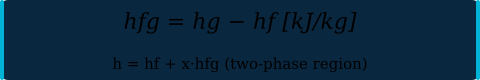 hfg = hg − hf [kJ/kg]
h = hf + x·hfg (two-phase region)